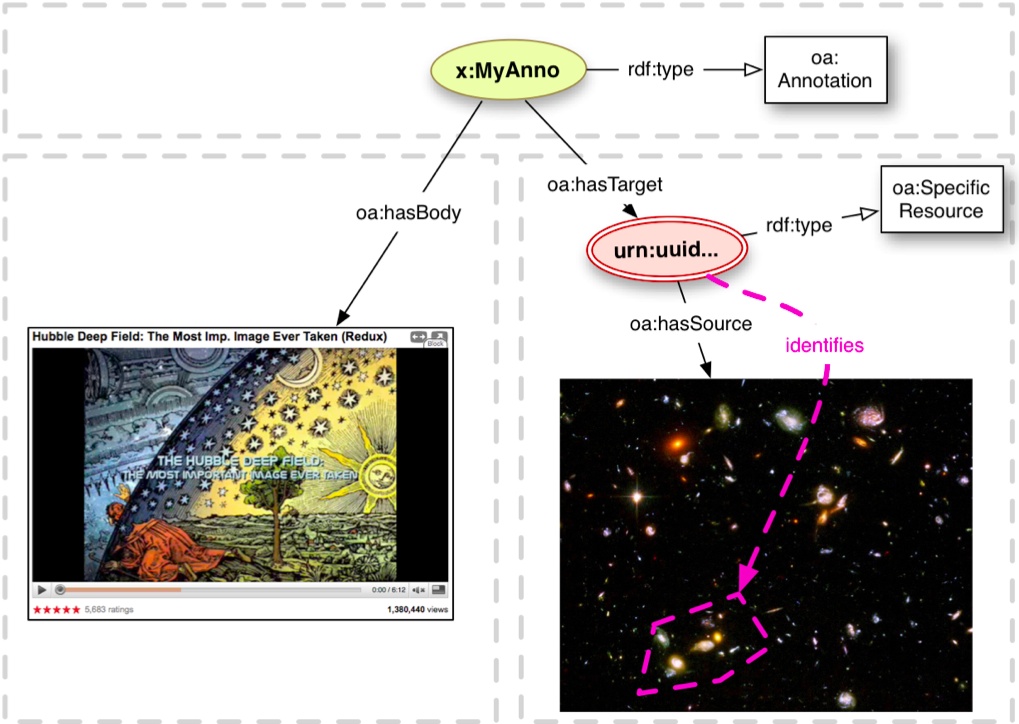 x:MyAnno
rdf:type
oa:
Annotation
oa:hasBody
oa:hasTarget
oa:Specific
Resource
rdf:type
urn:uuid...
oa:hasSource
identifies
Hubble Deep Field: The Most Imp. Image Ever Taken (Redux)
Block
THE HUBBLE DEEP FIELD:
THE MOST IMPORTANT IMAGE EVER TAKEN
0:00 / 6:12
5,683 ratings
1,380,440 views